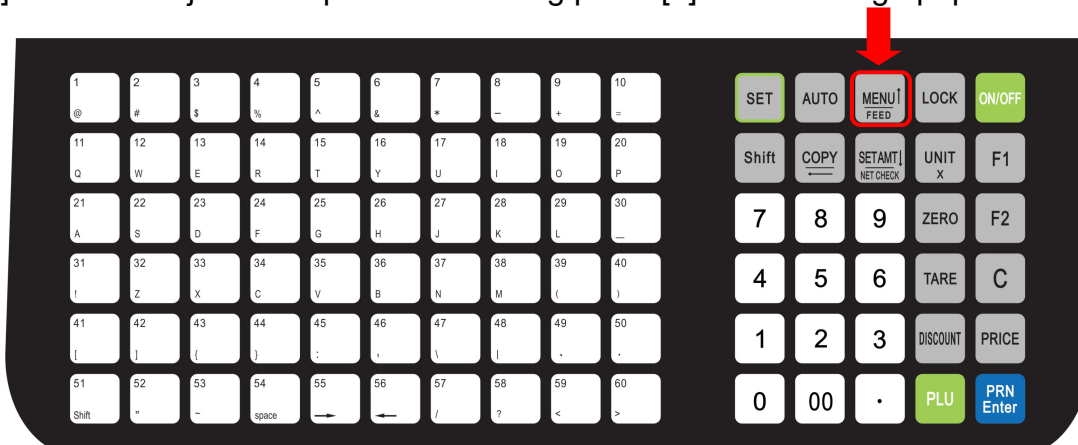 1 2 3 4 5 6 7 8 9 10
@ # $ % ^ & * – + =
SET AUTO MENU↑ LOCK ON/OFF
FEED
11 12 13 14 15 16 17 18 19 20
Q W E R T Y U I O P
Shift COPY SETAMT↓ UNIT F1
← NET CHECK X
21 22 23 24 25 26 27 28 29 30
A S D F G H J K L _
7 8 9 ZERO F2
31 32 33 34 35 36 37 38 39 40
! Z X C V B N M ( )
4 5 6 TARE C
41 42 43 44 45 46 47 48 49 50
[ ] { } : , \ | .
1 2 3 DISCOUNT PRICE
51 52 53 54 55 56 57 58 59 60
Shift " ~ space → ← / ? < >
0 00 . PLU PRN
Enter